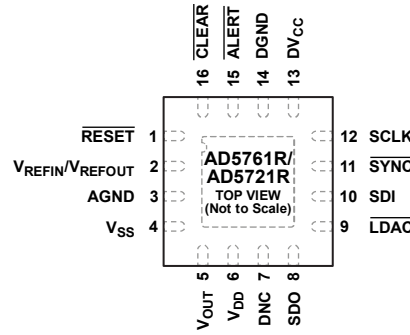 CLEAR
ALERT
DGND
DVCC
16
15
14
13
RESET 1
VREFIN/VREFOUT 2
AGND 3
VSS 4
AD5761R/
AD5721R
TOP VIEW
(Not to Scale)
12 SCLK
11 SYNC
10 SDI
9 LDAC
5
6
7
8
VOUT
VDD
DNC
SDO